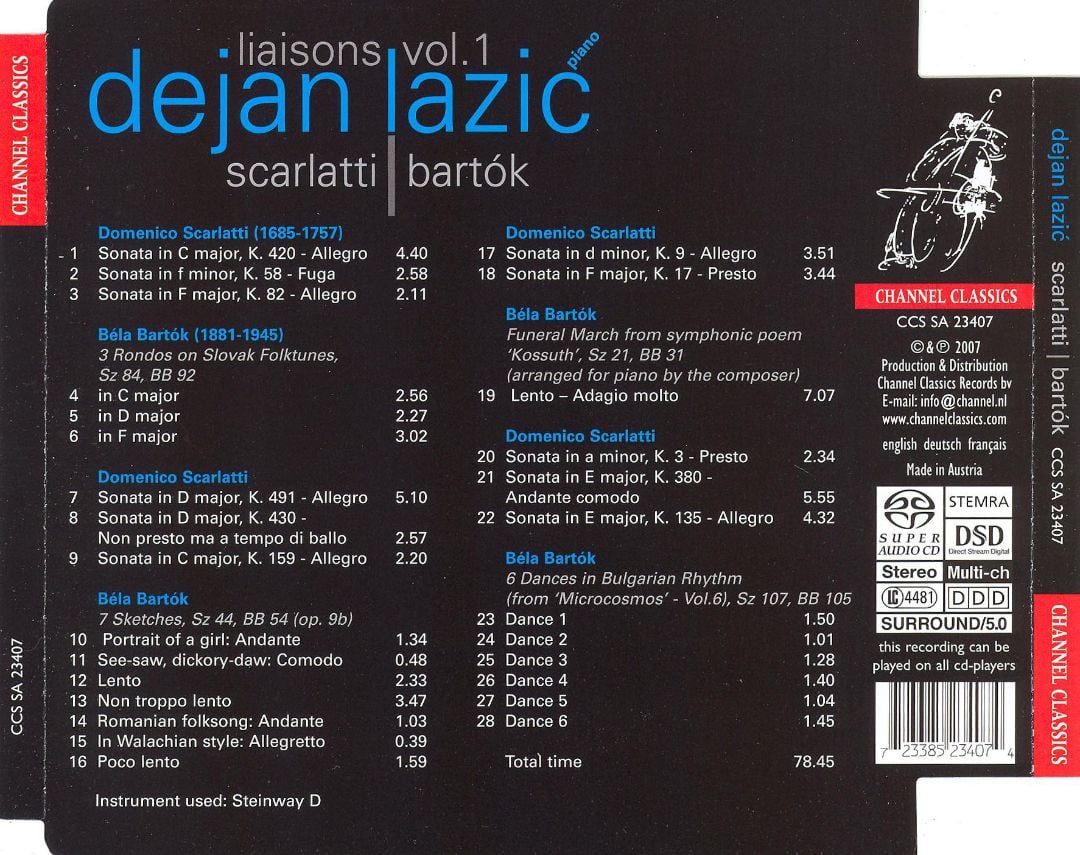 CHANNEL CLASSICS
CCS SA 23407
liaisons vol.1
dejan lazić piano
scarlatti | bartók
Domenico Scarlatti (1685-1757)
1 Sonata in C major, K. 420 - Allegro 4.40
2 Sonata in f minor, K. 58 - Fuga 2.58
3 Sonata in F major, K. 82 - Allegro 2.11
Béla Bartók (1881-1945)
3 Rondos on Slovak Folktunes,
Sz 84, BB 92
4 in C major 2.56
5 in D major 2.27
6 in F major 3.02
Domenico Scarlatti
7 Sonata in D major, K. 491 - Allegro 5.10
8 Sonata in D major, K. 430 -
Non presto ma a tempo di ballo 2.57
9 Sonata in C major, K. 159 - Allegro 2.20
Béla Bartók
7 Sketches, Sz 44, BB 54 (op. 9b)
10 Portrait of a girl: Andante 1.34
11 See-saw, dickory-daw: Comodo 0.48
12 Lento 2.33
13 Non troppo lento 3.47
14 Romanian folksong: Andante 1.03
15 In Walachian style: Allegretto 0.39
16 Poco lento 1.59
Instrument used: Steinway D
Domenico Scarlatti
17 Sonata in d minor, K. 9 - Allegro 3.51
18 Sonata in F major, K. 17 - Presto 3.44
Béla Bartók
Funeral March from symphonic poem
‘Kossuth’, Sz 21, BB 31
(arranged for piano by the composer)
19 Lento – Adagio molto 7.07
Domenico Scarlatti
20 Sonata in a minor, K. 3 - Presto 2.34
21 Sonata in E major, K. 380 -
Andante comodo 5.55
22 Sonata in E major, K. 135 - Allegro 4.32
Béla Bartók
6 Dances in Bulgarian Rhythm
(from ‘Microcosmos’ - Vol.6), Sz 107, BB 105
23 Dance 1 1.50
24 Dance 2 1.01
25 Dance 3 1.28
26 Dance 4 1.40
27 Dance 5 1.04
28 Dance 6 1.45
Total time 78.45
CHANNEL CLASSICS
CCS SA 23407
© & ℗ 2007
Production & Distribution
Channel Classics Records bv
E-mail: info@channel.nl
www.channelclassics.com
english deutsch français
Made in Austria
SUPER AUDIO CD
STEMRA
DSD
Direct Stream Digital
Stereo Multi-ch
LC 4481 DDD
SURROUND/5.0
this recording can be
played on all cd-players
7 23385 23407 4
dejan lazić scarlatti | bartók CCS SA 23407
CHANNEL CLASSICS